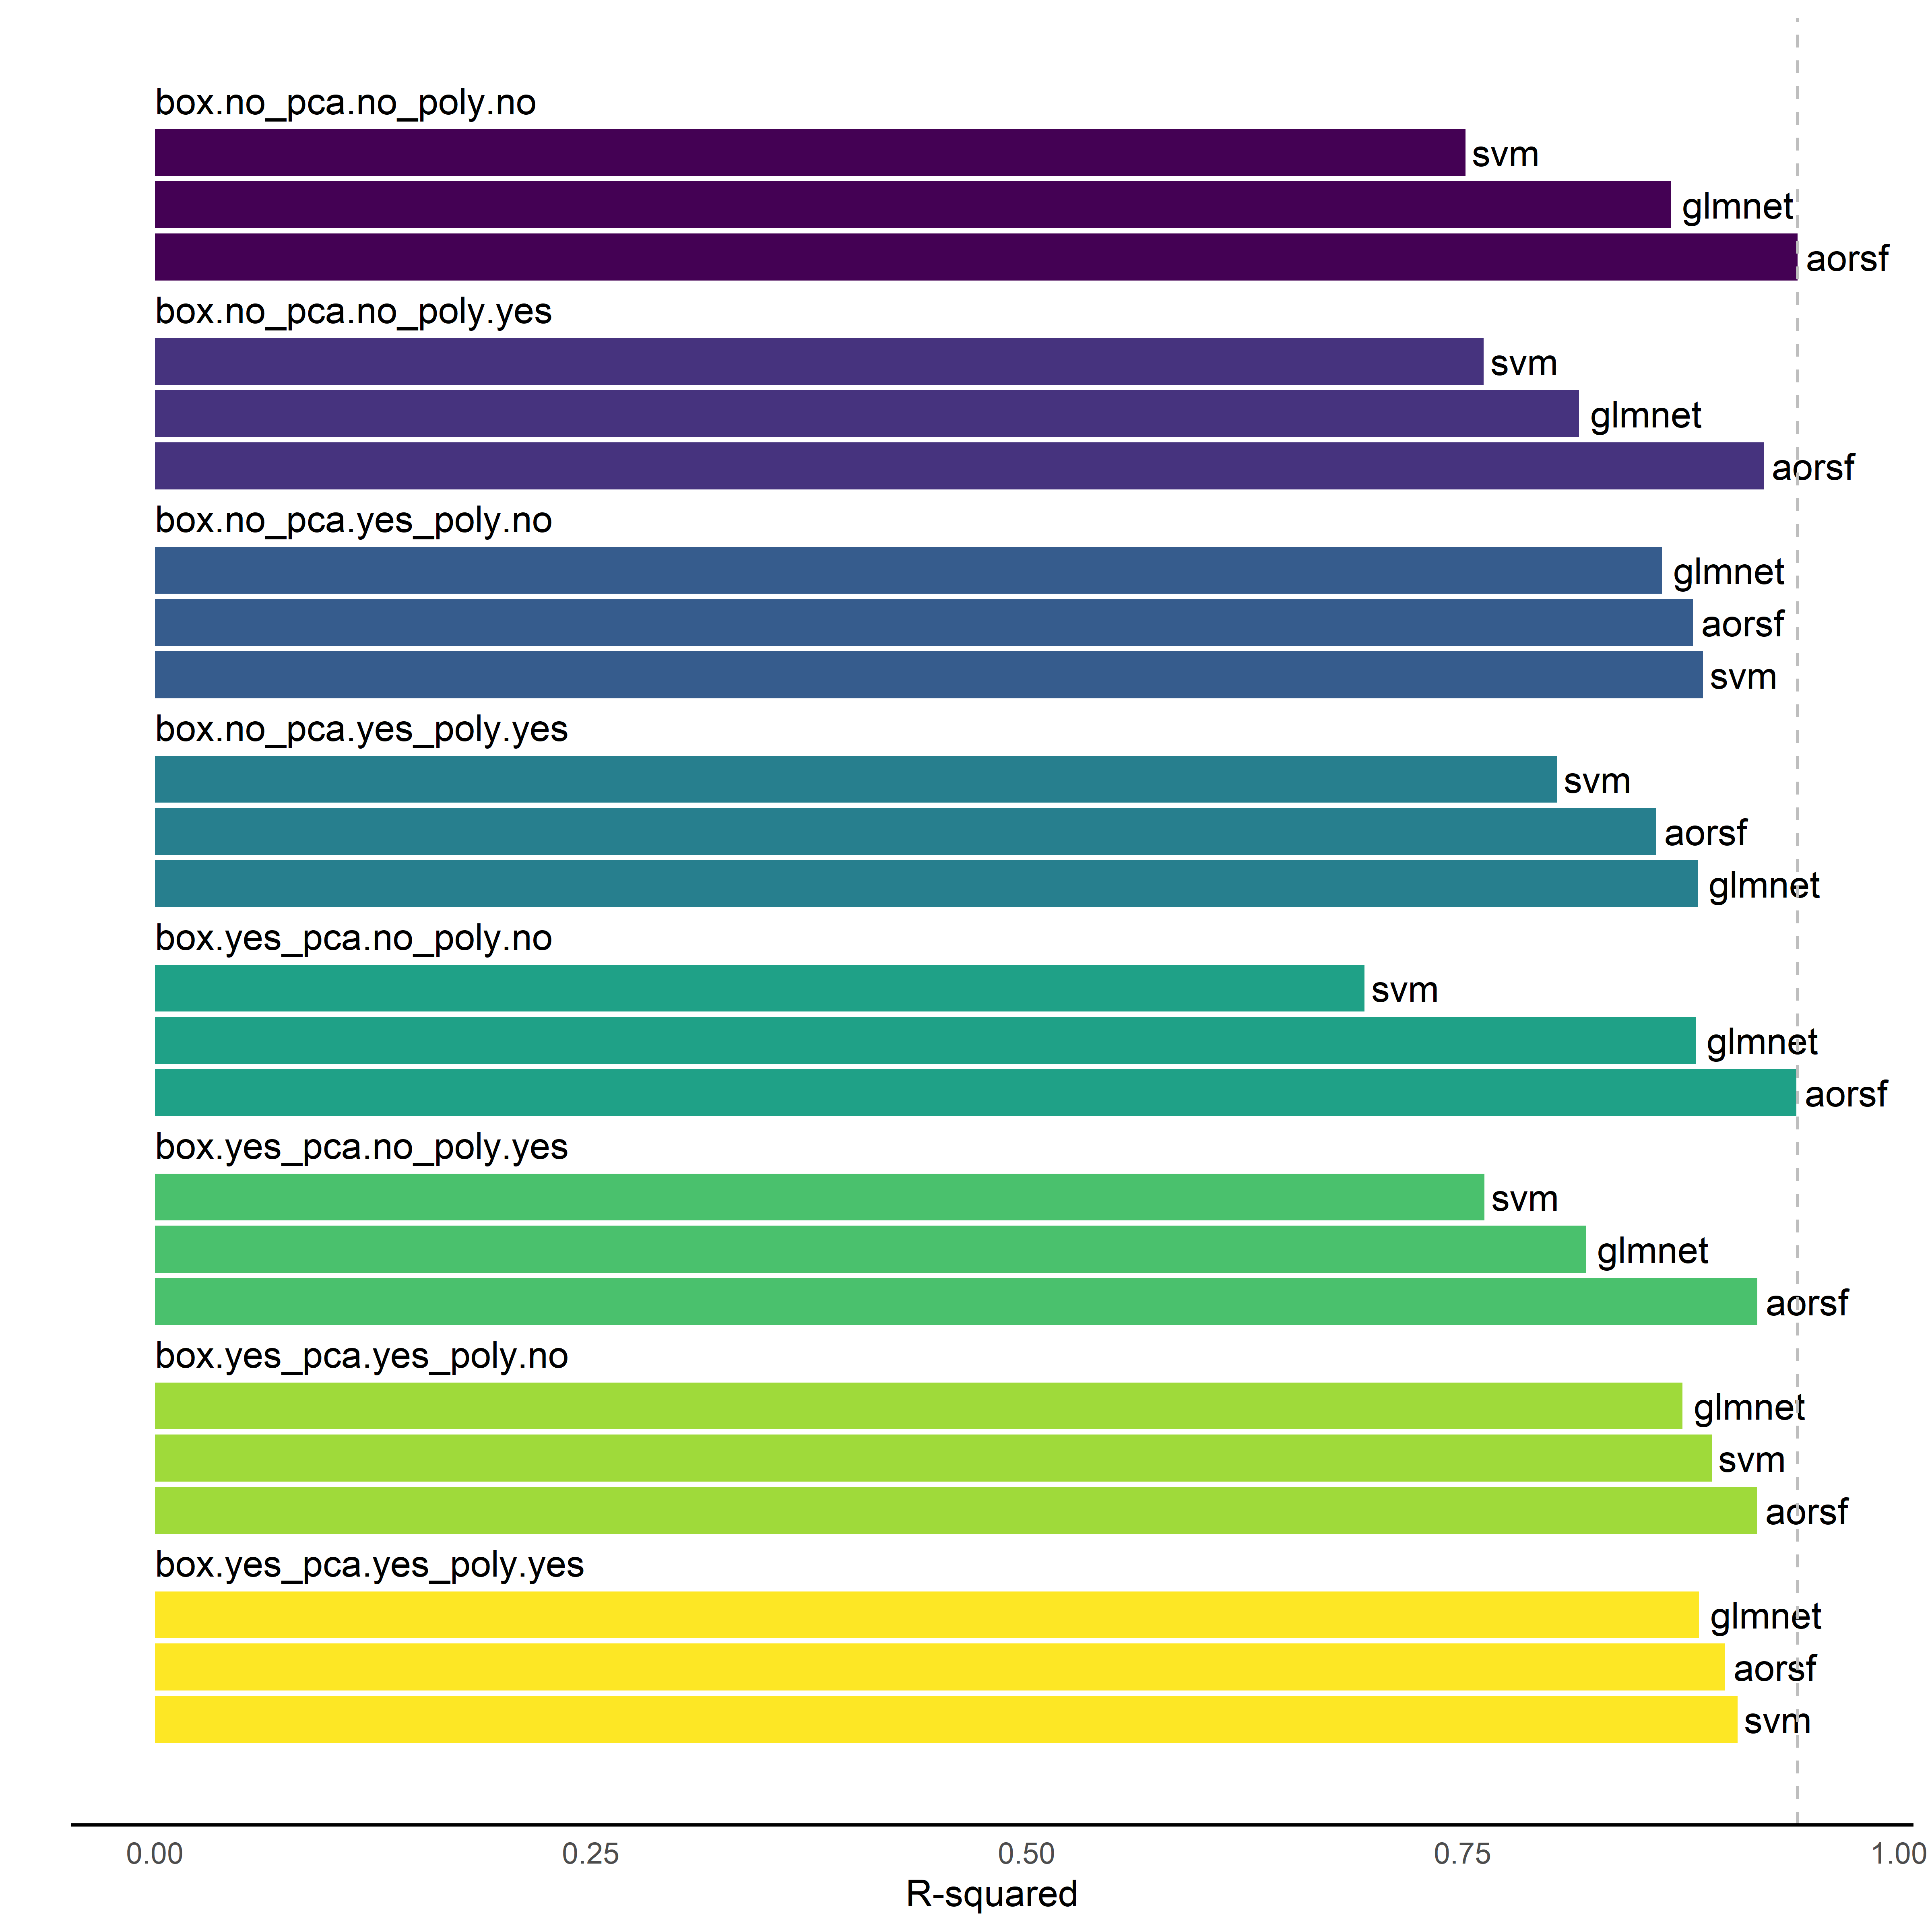 box.no_pca.no_poly.no
svm
glmnet
aorsf
box.no_pca.no_poly.yes
svm
glmnet
aorsf
box.no_pca.yes_poly.no
glmnet
aorsf
svm
box.no_pca.yes_poly.yes
svm
aorsf
glmnet
box.yes_pca.no_poly.no
svm
glmnet
aorsf
box.yes_pca.no_poly.yes
svm
glmnet
aorsf
box.yes_pca.yes_poly.no
glmnet
svm
aorsf
box.yes_pca.yes_poly.yes
glmnet
aorsf
svm
0.00 0.25 0.50 0.75 1.00
R-squared